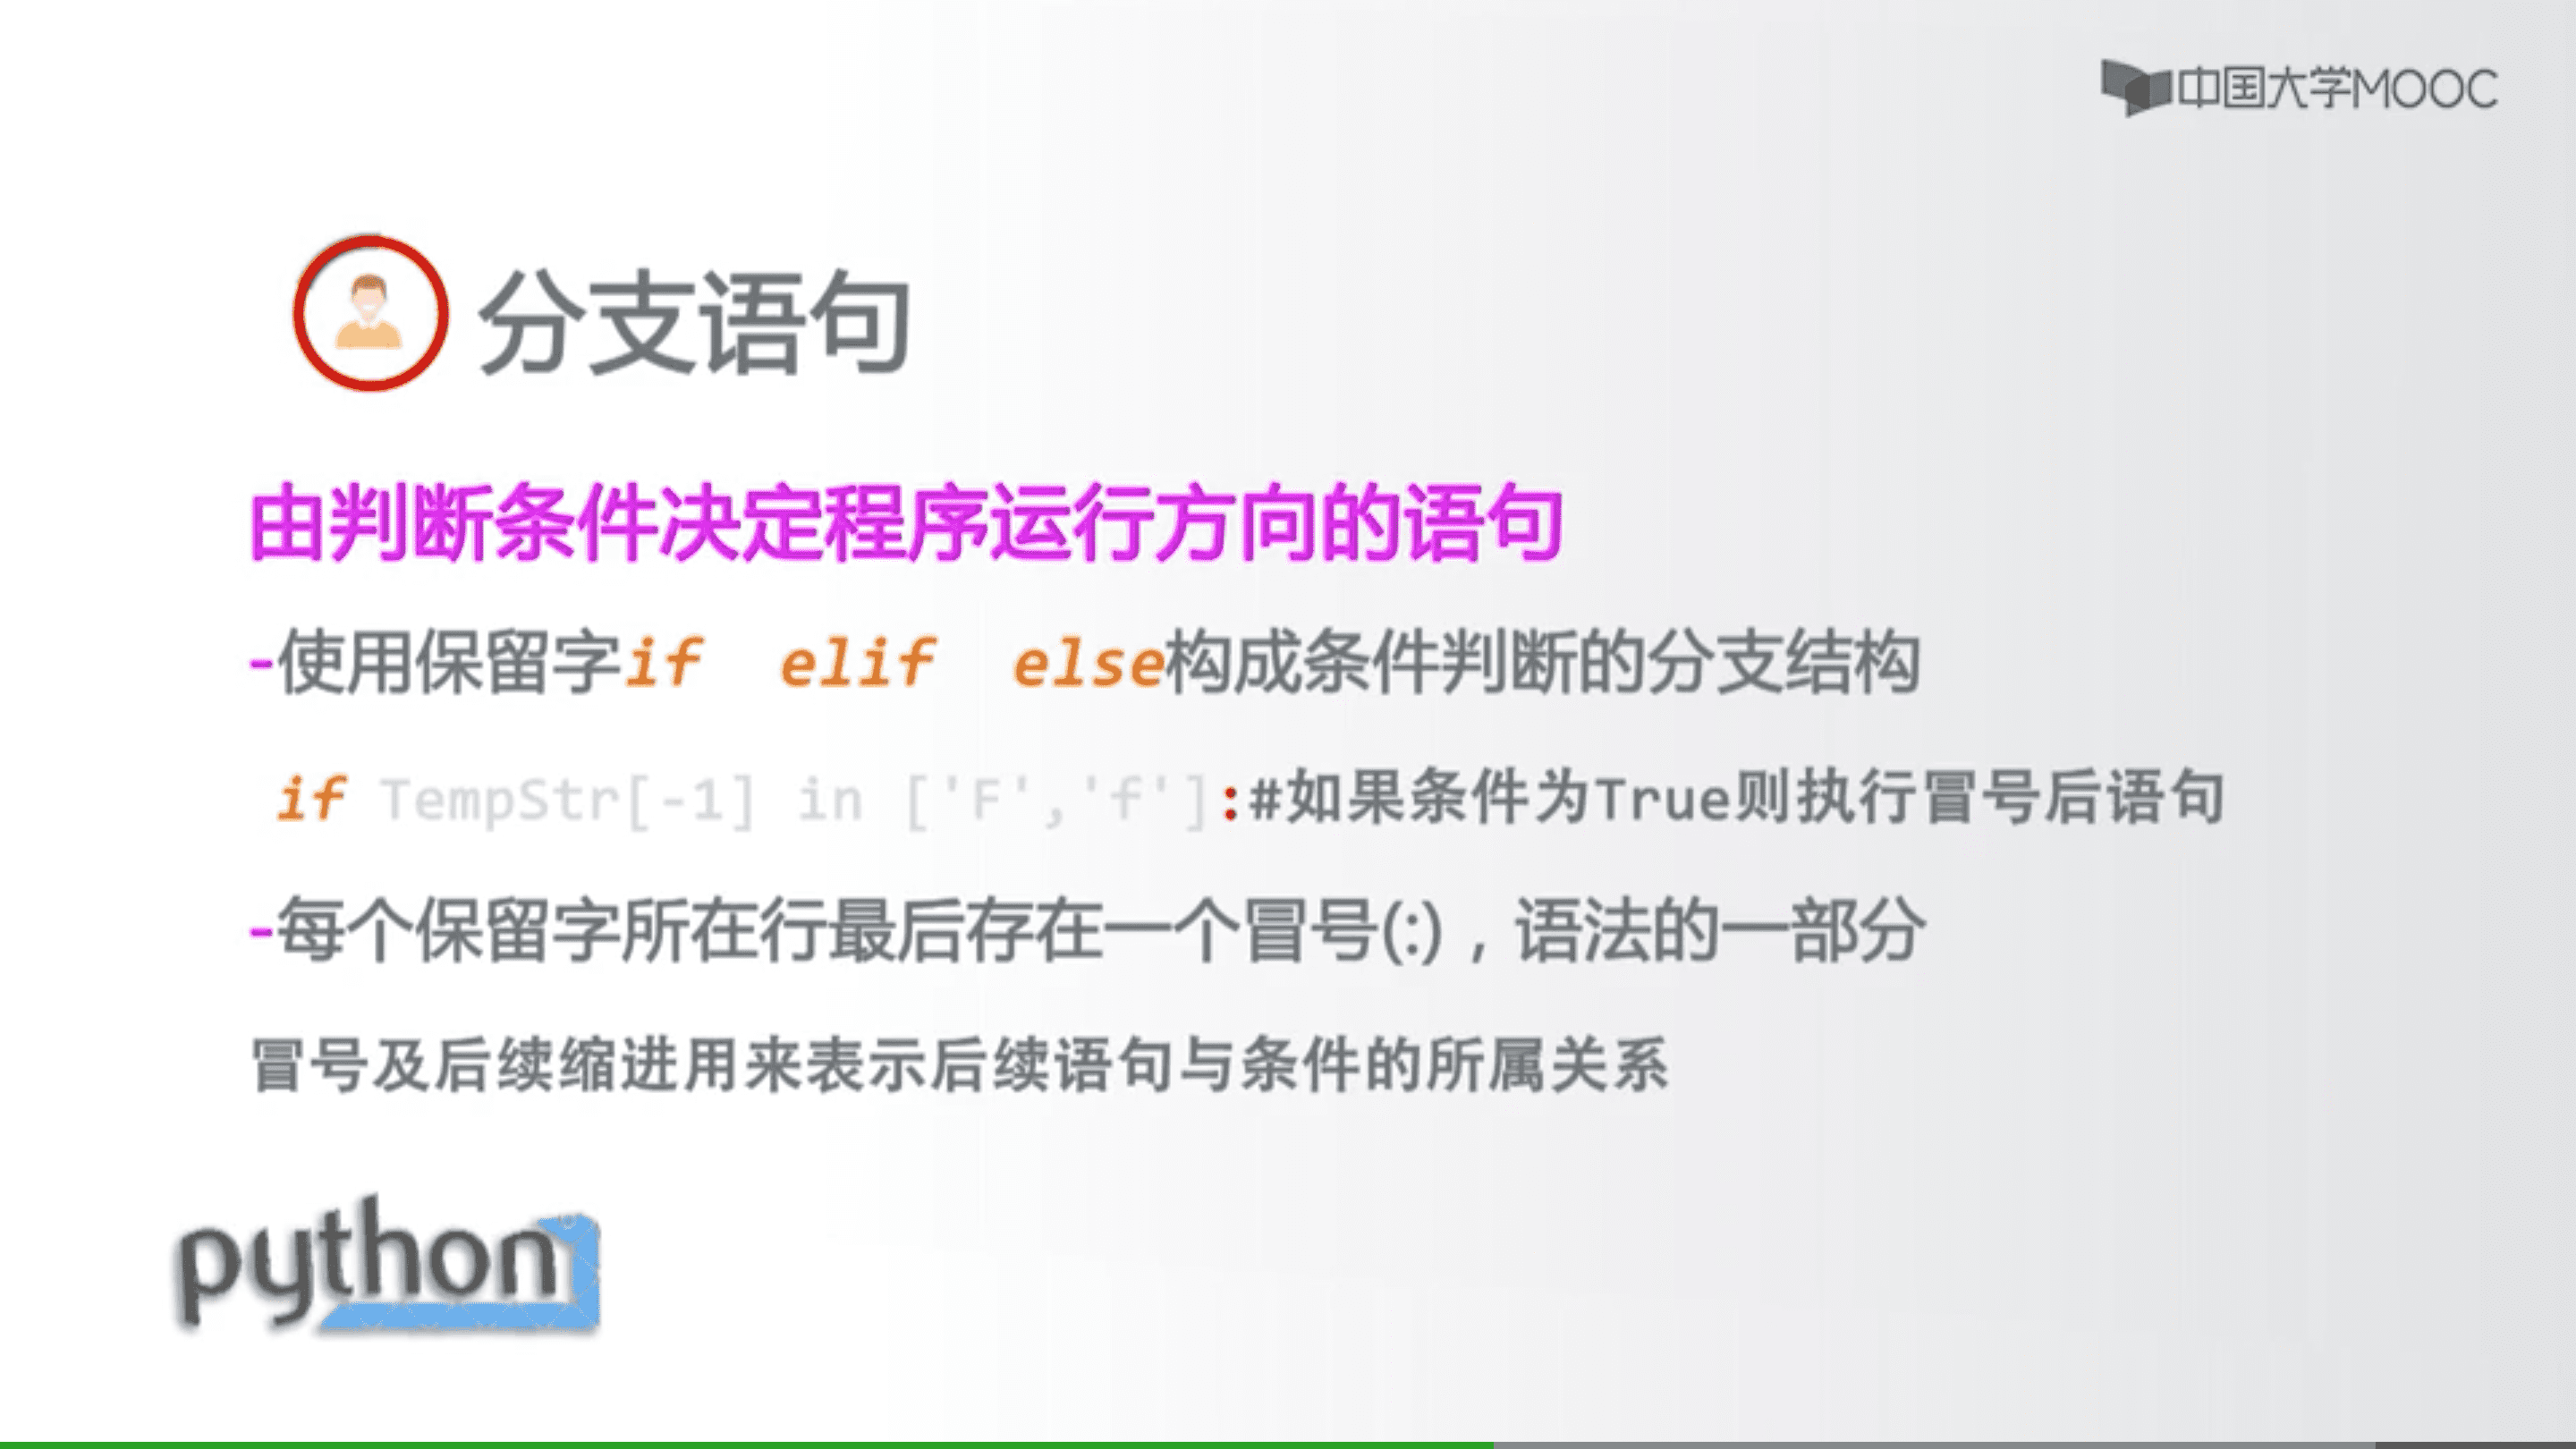 中国大学MOOC
分支语句
由判断条件决定程序运行方向的语句
-使用保留字if elif else构成条件判断的分支结构
if TempStr[-1] in ['F','f']:#如果条件为True则执行冒号后语句
-每个保留字所在行最后存在一个冒号(:)，语法的一部分
冒号及后续缩进用来表示后续语句与条件的所属关系
python